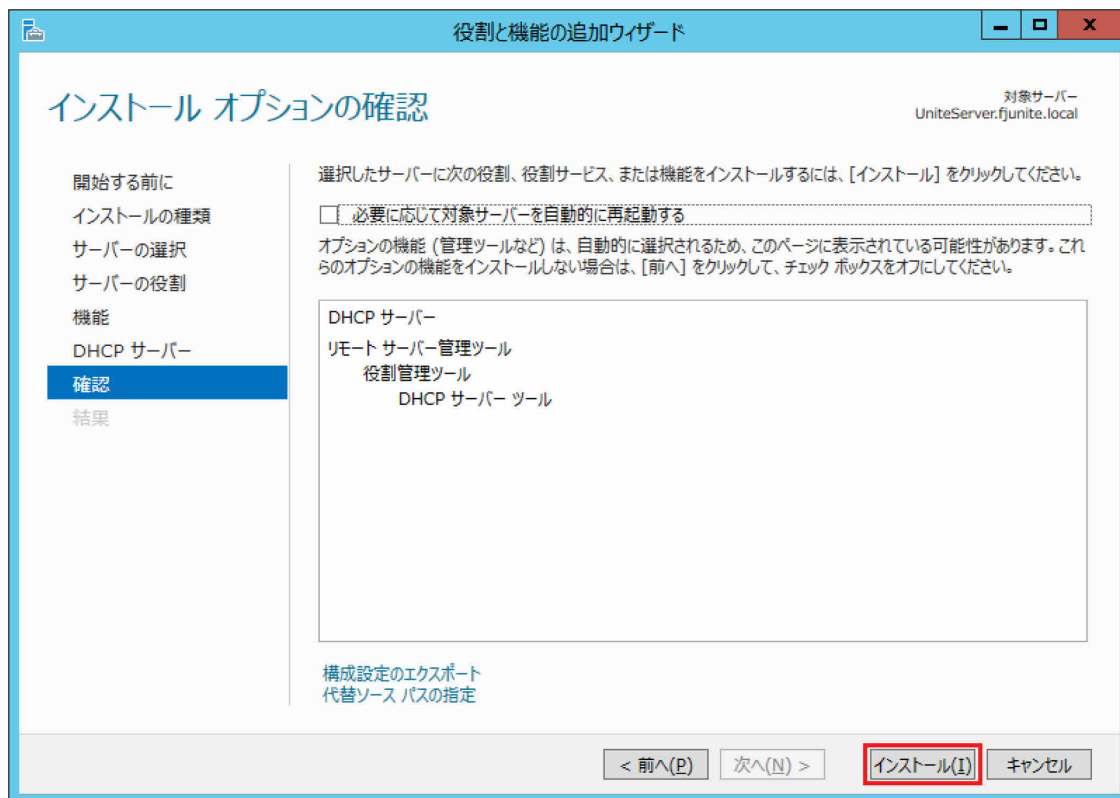 役割と機能の追加ウィザード
インストール オプションの確認
対象サーバー
UniteServer.fjunite.local
開始する前に
インストールの種類
サーバーの選択
サーバーの役割
機能
DHCP サーバー
確認
結果
選択したサーバーに次の役割、役割サービス、または機能をインストールするには、[インストール] をクリックしてください。
必要に応じて対象サーバーを自動的に再起動する
オプションの機能 (管理ツールなど) は、自動的に選択されるため、このページに表示されている可能性があります。これ
らのオプションの機能をインストールしない場合は、[前へ] をクリックして、チェック ボックスをオフにしてください。
DHCP サーバー
リモート サーバー管理ツール
役割管理ツール
DHCP サーバー ツール
構成設定のエクスポート
代替ソース パスの指定
< 前へ(P)
次へ(N) >
インストール(I)
キャンセル